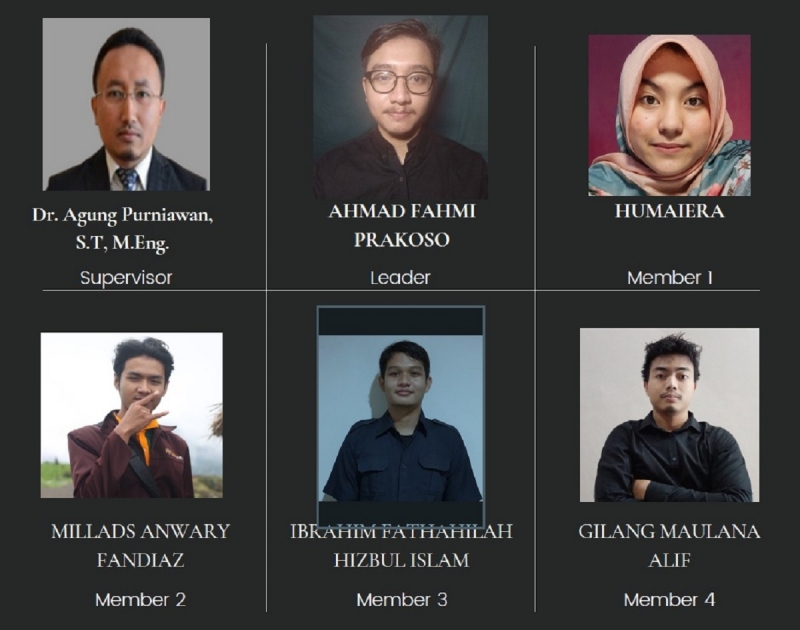 Dr. Agung Purniawan,
S.T, M.Eng.
Supervisor
AHMAD FAHMI
PRAKOSO
Leader
HUMAIERA
Member 1
MILLADS ANWARY
FANDIAZ
Member 2
IBRAHIM FATHAHILAH
HIZBUL ISLAM
Member 3
GILANG MAULANA
ALIF
Member 4